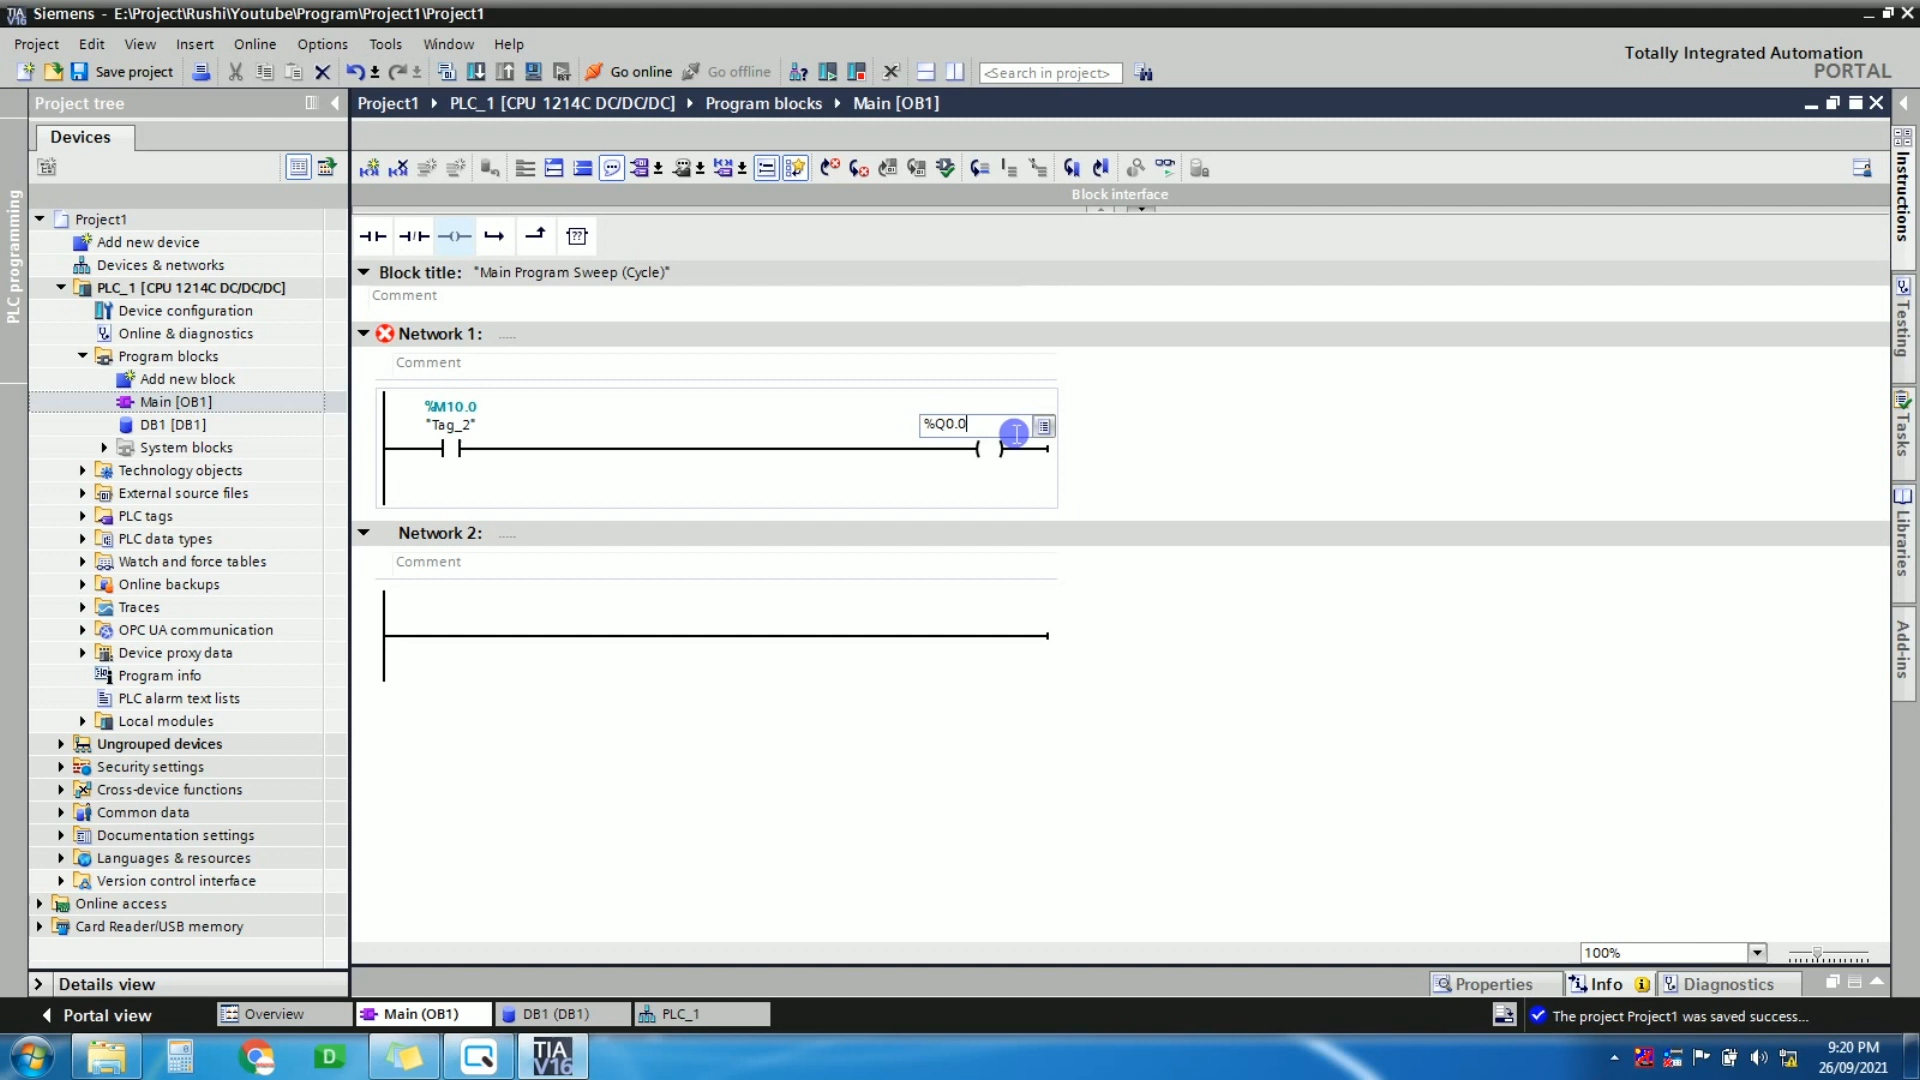 Siemens - E:\Project\Rushi\Youtube\Program\Project1\Project1
Project Edit View Insert Online Options Tools Window Help
Totally Integrated Automation
PORTAL
Save project
Go online
Go offline
<Search in project>
Project tree
Project1 PLC_1 [CPU 1214C DC/DC/DC] Program blocks Main [OB1]
Devices
Block interface
PLC programming
Project1
Add new device
Devices & networks
PLC_1 [CPU 1214C DC/DC/DC]
Device configuration
Online & diagnostics
Program blocks
Add new block
Main [OB1]
DB1 [DB1]
System blocks
Technology objects
External source files
PLC tags
PLC data types
Watch and force tables
Online backups
Traces
OPC UA communication
Device proxy data
Program info
PLC alarm text lists
Local modules
Ungrouped devices
Security settings
Cross-device functions
Common data
Documentation settings
Languages & resources
Version control interface
Online access
Card Reader/USB memory
Details view
??
Block title: "Main Program Sweep (Cycle)"
Comment
Network 1: .....
Comment
%M10.0
"Tag_2"
%Q0.0
Network 2: .....
Comment
100%
Instructions
Testing
Tasks
Libraries
Add-ins
Properties
Info
Diagnostics
Portal view
Overview
Main (OB1)
DB1 (DB1)
PLC_1
The project Project1 was saved success...
D
TIA
V16
9:20 PM
26/09/2021